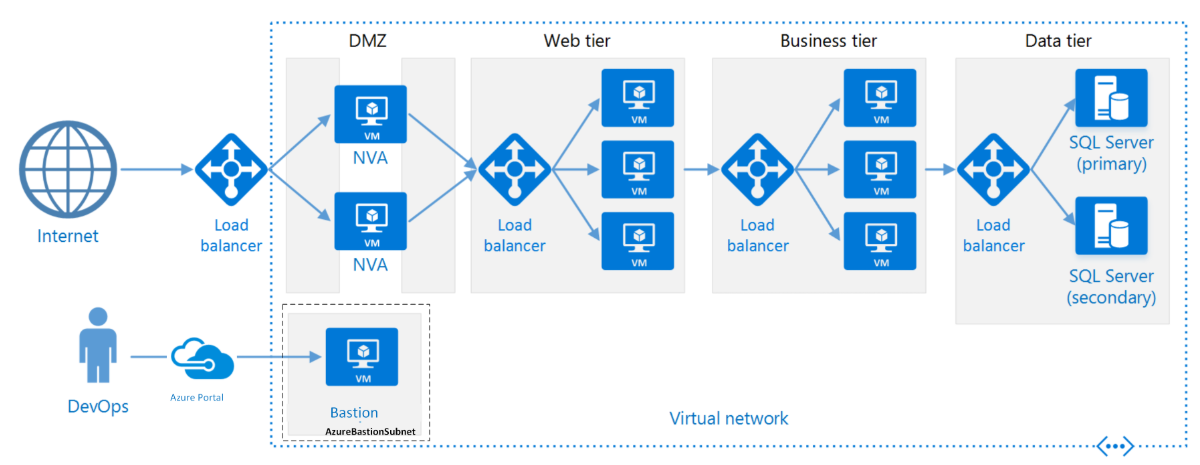 DMZ
Web tier
Business tier
Data tier
VM
NVA
VM
NVA
VM
VM
VM
VM
VM
VM
SQL Server
(primary)
SQL Server
(secondary)
Internet
Load
balancer
Load
balancer
Load
balancer
Load
balancer
DevOps
Azure Portal
VM
Bastion
AzureBastionSubnet
Virtual network